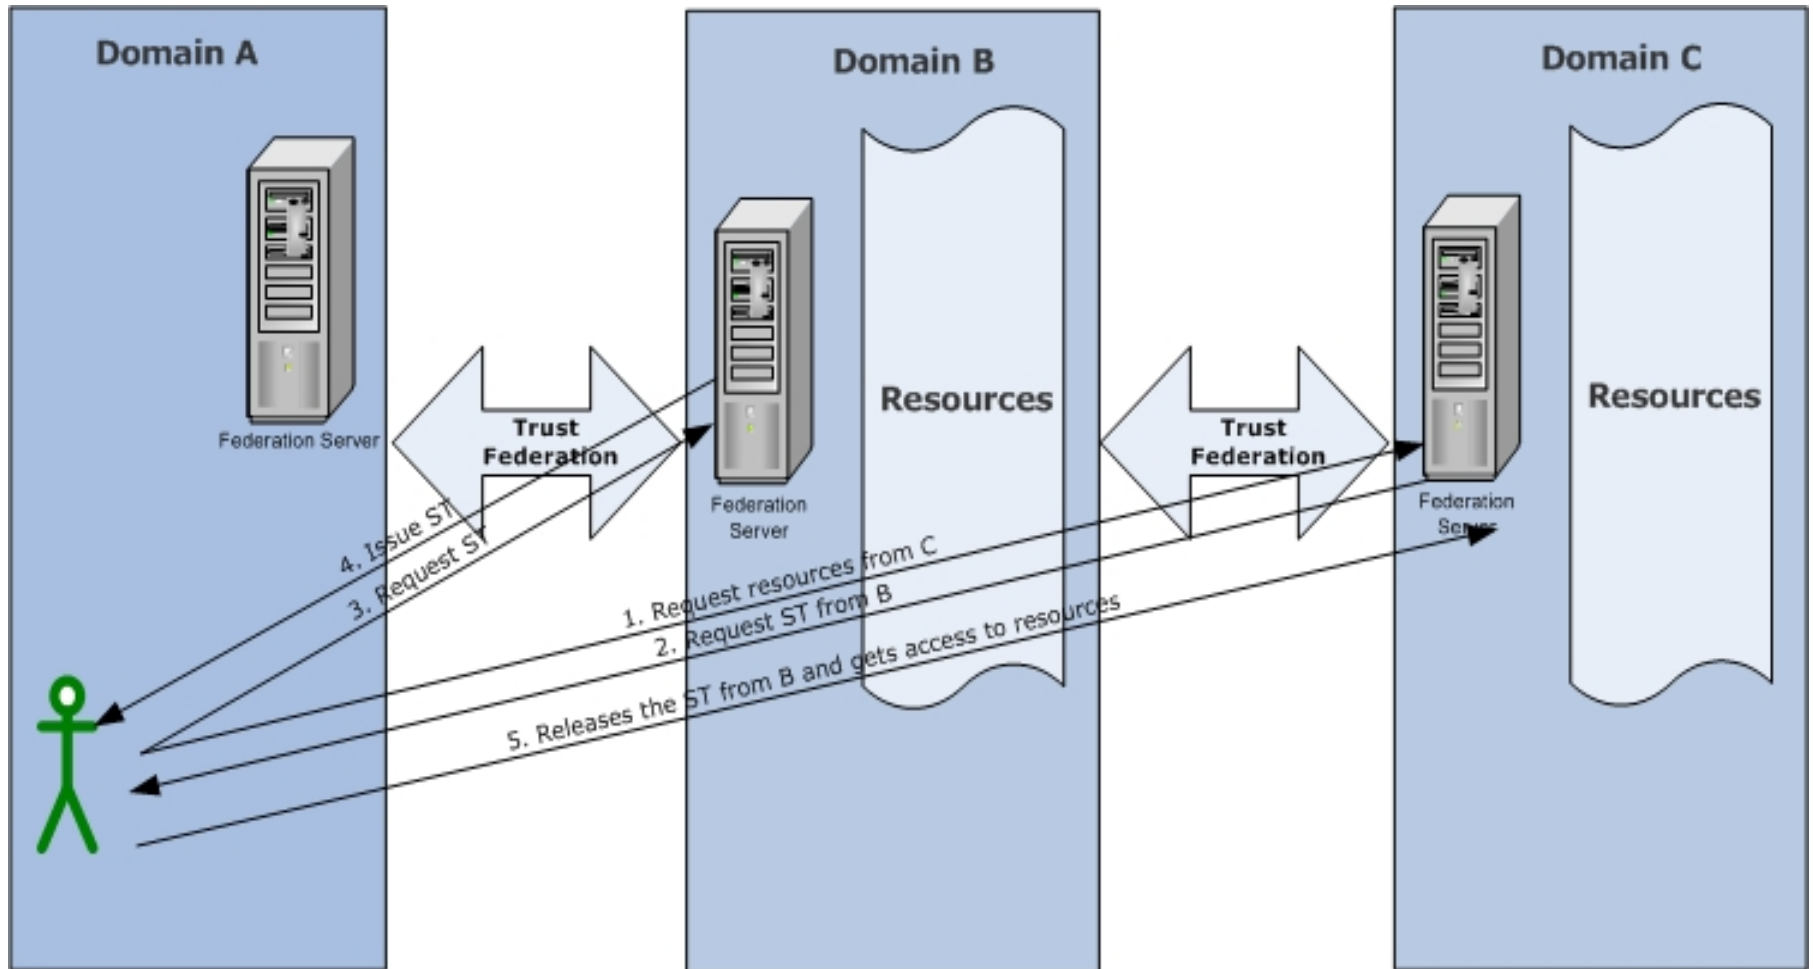 Domain A
Domain B
Domain C
Federation Server
Trust
Federation
Federation
Server
Resources
Trust
Federation
Federation
Server
Resources
4. Issue ST
3. Request ST
1. Request resources from C
2. Request ST from B
5. Releases the ST from B and gets access to resources